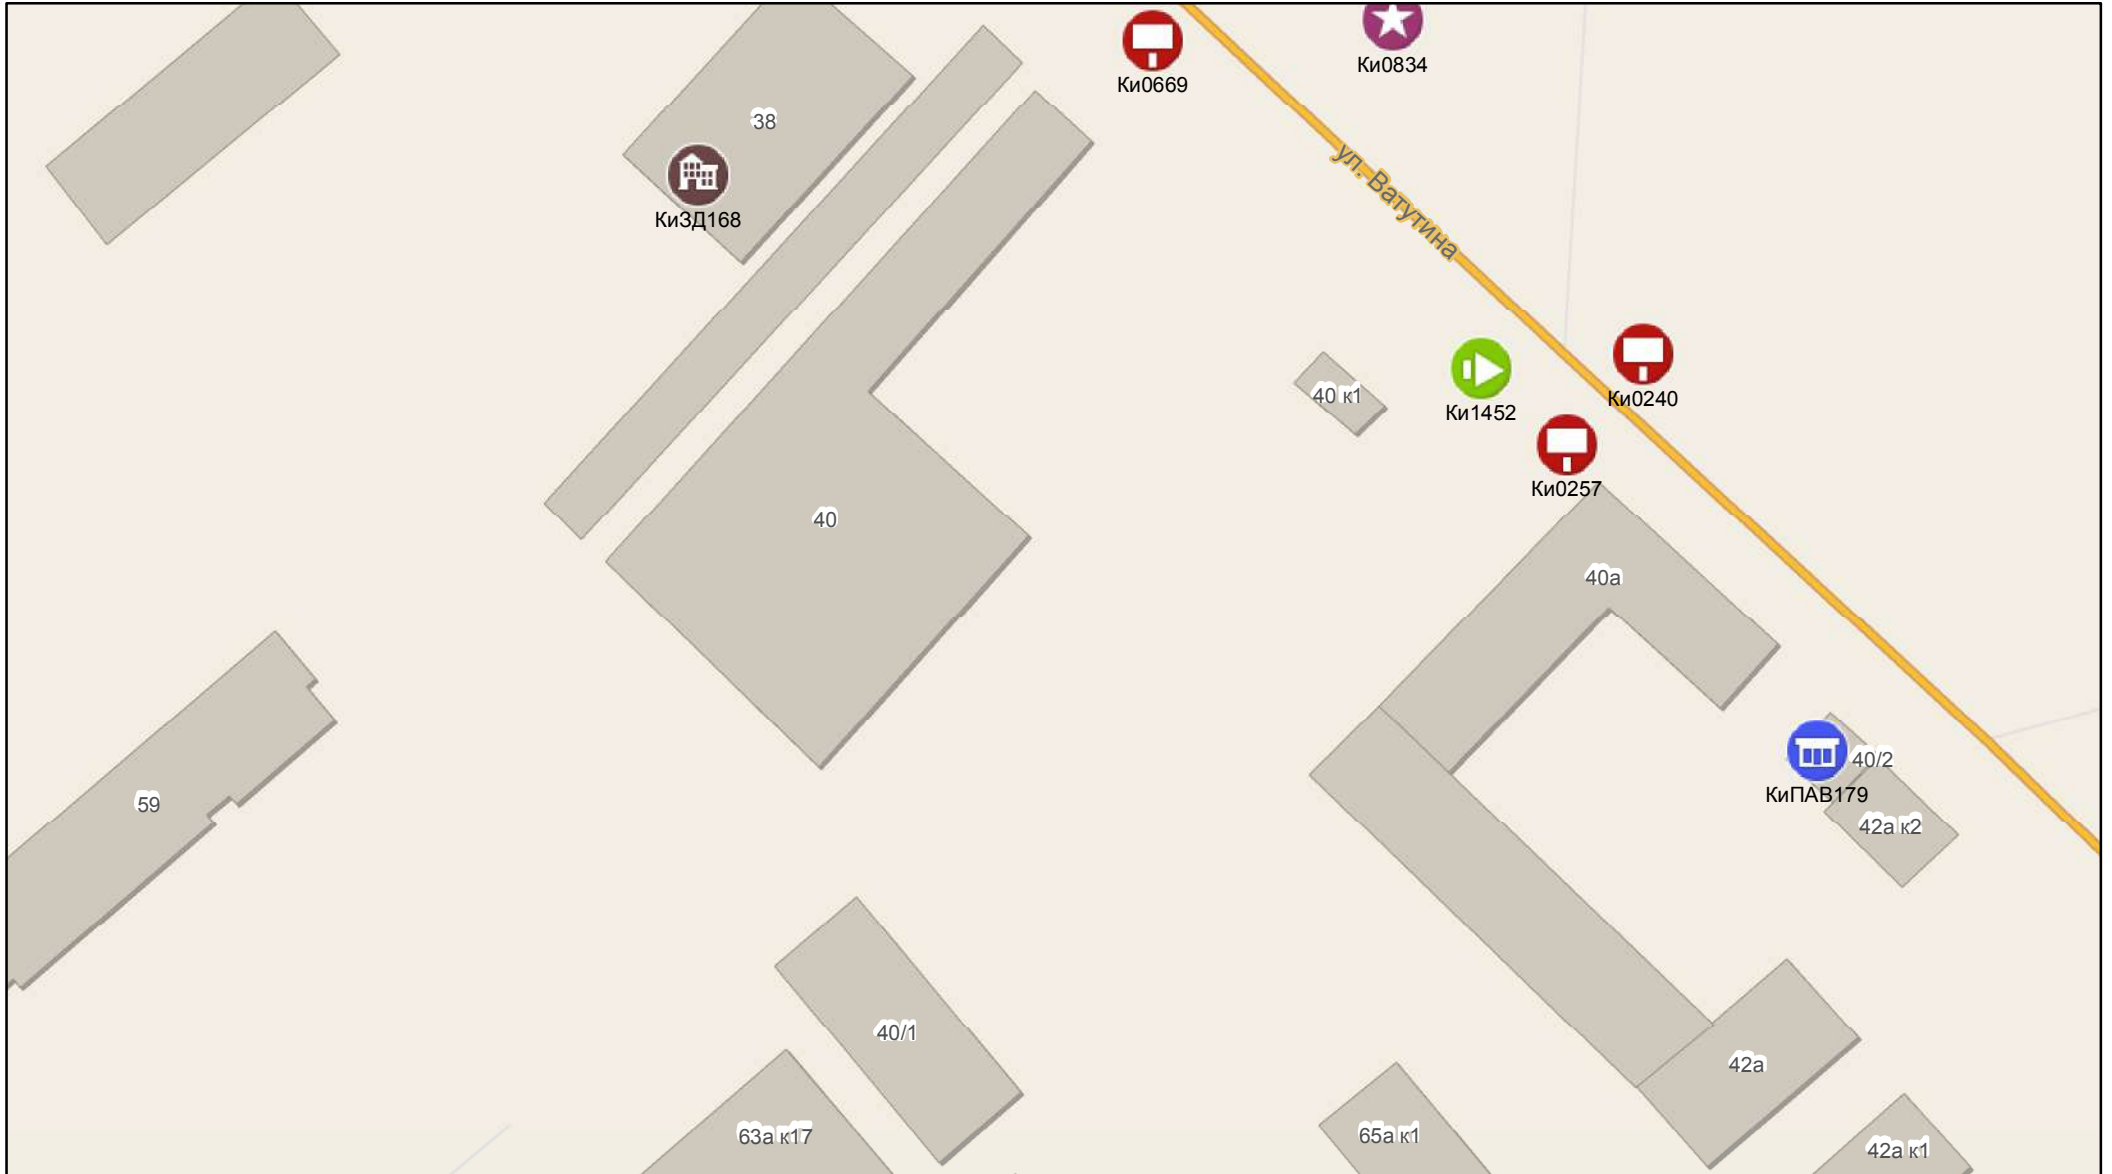 Ки0834
Ки0669
38
ул. Ватутина
КиЗД168
40 к1
Ки0240
Ки1452
Ки0257
40
40а
40/2
КиПАВ179
59
42а к2
40/1
42а
63а к17
65а к1
42а к1